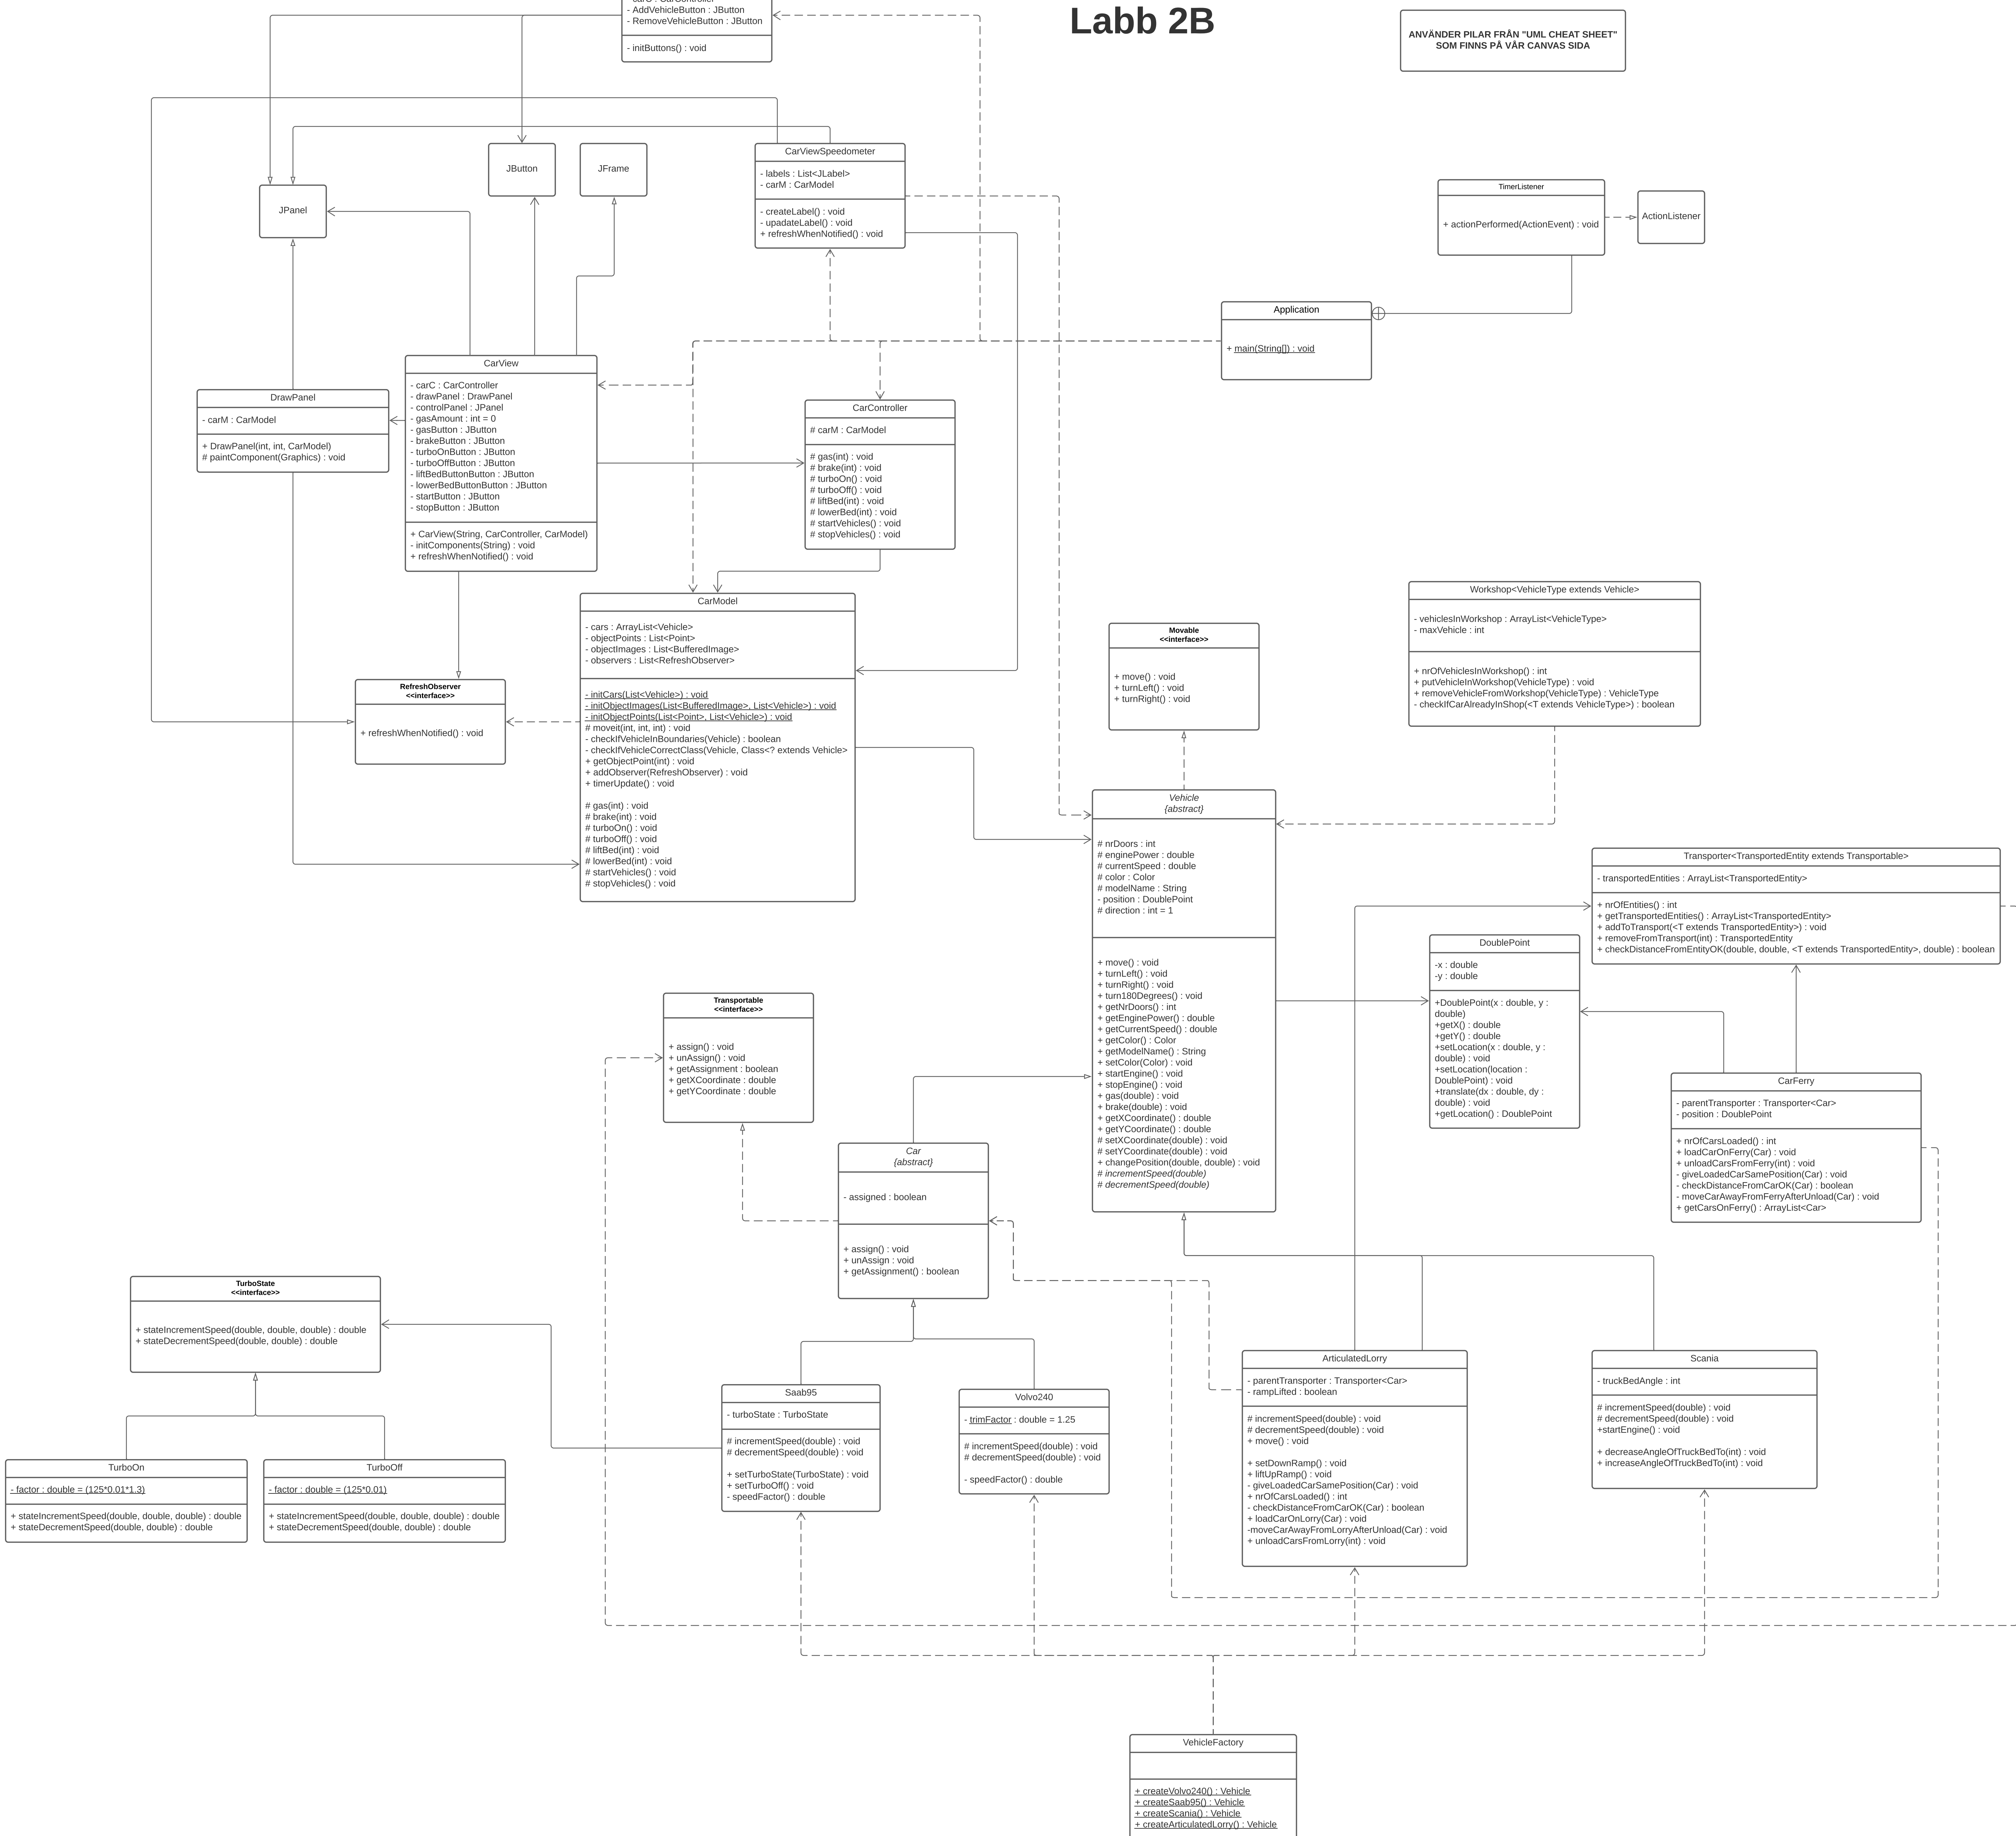 - AddVehicleButton : JButton
- RemoveVehicleButton : JButton
- initButtons() : void
Labb 2B
ANVÄNDER PILAR FRÅN "UML CHEAT SHEET"
SOM FINNS PÅ VÅR CANVAS SIDA
JPanel
JButton
JFrame
CarViewSpeedometer
- labels : List<JLabel>
- carM : CarModel
- createLabel() : void
- upadateLabel() : void
+ refreshWhenNotified() : void
TimerListener
+ actionPerformed(ActionEvent) : void
ActionListener
Application
+ main(String[]) : void
DrawPanel
- carM : CarModel
+ DrawPanel(int, int, CarModel)
# paintComponent(Graphics) : void
CarView
- carC : CarController
- drawPanel : DrawPanel
- controlPanel : JPanel
- gasAmount : int = 0
- gasButton : JButton
- brakeButton : JButton
- turboOnButton : JButton
- turboOffButton : JButton
- liftBedButtonButton : JButton
- lowerBedButtonButton : JButton
- startButton : JButton
- stopButton : JButton
+ CarView(String, CarController, CarModel)
- initComponents(String) : void
+ refreshWhenNotified() : void
CarController
# carM : CarModel
# gas(int) : void
# brake(int) : void
# turboOn() : void
# turboOff() : void
# liftBed(int) : void
# lowerBed(int) : void
# startVehicles() : void
# stopVehicles() : void
CarModel
- cars : ArrayList<Vehicle>
- objectPoints : List<Point>
- objectImages : List<BufferedImage>
- observers : List<RefreshObserver>
- initCars(List<Vehicle>) : void
- initObjectImages(List<BufferedImage>, List<Vehicle>) : void
- initObjectPoints(List<Point>, List<Vehicle>) : void
# moveit(int, int, int) : void
- checkIfVehicleInBoundaries(Vehicle) : boolean
- checkIfVehicleCorrectClass(Vehicle, Class<? extends Vehicle>
+ getObjectPoint(int) : void
+ addObserver(RefreshObserver) : void
+ timerUpdate() : void
# gas(int) : void
# brake(int) : void
# turboOn() : void
# turboOff() : void
# liftBed(int) : void
# lowerBed(int) : void
# startVehicles() : void
# stopVehicles() : void
RefreshObserver
<<interface>>
+ refreshWhenNotified() : void
Movable
<<interface>>
+ move() : void
+ turnLeft() : void
+ turnRight() : void
Workshop<VehicleType extends Vehicle>
- vehiclesInWorkshop : ArrayList<VehicleType>
- maxVehicle : int
+ nrOfVehiclesInWorkshop() : int
+ putVehicleInWorkshop(VehicleType) : void
+ removeVehicleFromWorkshop(VehicleType) : VehicleType
- checkIfCarAlreadyInShop(<T extends VehicleType>) : boolean
Vehicle
{abstract}
# nrDoors : int
# enginePower : double
# currentSpeed : double
# color : Color
# modelName : String
- position : DoublePoint
# direction : int = 1
+ move() : void
+ turnLeft() : void
+ turnRight() : void
+ turn180Degrees() : void
+ getNrDoors() : int
+ getEnginePower() : double
+ getCurrentSpeed() : double
+ getColor() : Color
+ getModelName() : String
+ setColor(Color) : void
+ startEngine() : void
+ stopEngine() : void
+ gas(double) : void
+ brake(double) : void
+ getXCoordinate() : double
+ getYCoordinate() : double
# setXCoordinate(double) : void
# setYCoordinate(double) : void
+ changePosition(double, double) : void
# incrementSpeed(double)
# decrementSpeed(double)
Transporter<TransportedEntity extends Transportable>
- transportedEntities : ArrayList<TransportedEntity>
+ nrOfEntities() : int
+ getTransportedEntities() : ArrayList<TransportedEntity>
+ addToTransport(<T extends TransportedEntity>) : void
+ removeFromTransport(int) : TransportedEntity
+ checkDistanceFromEntityOK(double, double, <T extends TransportedEntity>, double) : boolean
DoublePoint
-x : double
-y : double
+DoublePoint(x : double, y :
double)
+getX() : double
+getY() : double
+setLocation(x : double, y :
double) : void
+setLocation(location :
DoublePoint) : void
+translate(dx : double, dy :
double) : void
+getLocation() : DoublePoint
Transportable
<<interface>>
+ assign() : void
+ unAssign() : void
+ getAssignment : boolean
+ getXCoordinate : double
+ getYCoordinate : double
CarFerry
- parentTransporter : Transporter<Car>
- position : DoublePoint
+ nrOfCarsLoaded() : int
+ loadCarOnFerry(Car) : void
+ unloadCarsFromFerry(int) : void
- giveLoadedCarSamePosition(Car) : void
- checkDistanceFromCarOK(Car) : boolean
- moveCarAwayFromFerryAfterUnload(Car) : void
+ getCarsOnFerry() : ArrayList<Car>
Car
{abstract}
- assigned : boolean
+ assign() : void
+ unAssign : void
+ getAssignment() : boolean
TurboState
<<interface>>
+ stateIncrementSpeed(double, double, double) : double
+ stateDecrementSpeed(double, double) : double
TurboOn
- factor : double = (125*0.01*1.3)
+ stateIncrementSpeed(double, double, double) : double
+ stateDecrementSpeed(double, double) : double
TurboOff
- factor : double = (125*0.01)
+ stateIncrementSpeed(double, double, double) : double
+ stateDecrementSpeed(double, double) : double
Saab95
- turboState : TurboState
# incrementSpeed(double) : void
# decrementSpeed(double) : void
+ setTurboState(TurboState) : void
+ setTurboOff() : void
- speedFactor() : double
Volvo240
- trimFactor : double = 1.25
# incrementSpeed(double) : void
# decrementSpeed(double) : void
- speedFactor() : double
ArticulatedLorry
- parentTransporter : Transporter<Car>
- rampLifted : boolean
# incrementSpeed(double) : void
# decrementSpeed(double) : void
+ move() : void
+ setDownRamp() : void
+ liftUpRamp() : void
- giveLoadedCarSamePosition(Car) : void
+ nrOfCarsLoaded() : int
- checkDistanceFromCarOK(Car) : boolean
+ loadCarOnLorry(Car) : void
-moveCarAwayFromLorryAfterUnload(Car) : void
+ unloadCarsFromLorry(int) : void
Scania
- truckBedAngle : int
# incrementSpeed(double) : void
# decrementSpeed(double) : void
+startEngine() : void
+ decreaseAngleOfTruckBedTo(int) : void
+ increaseAngleOfTruckBedTo(int) : void
VehicleFactory
+ createVolvo240() : Vehicle
+ createSaab95() : Vehicle
+ createScania() : Vehicle
+ createArticulatedLorry() : Vehicle